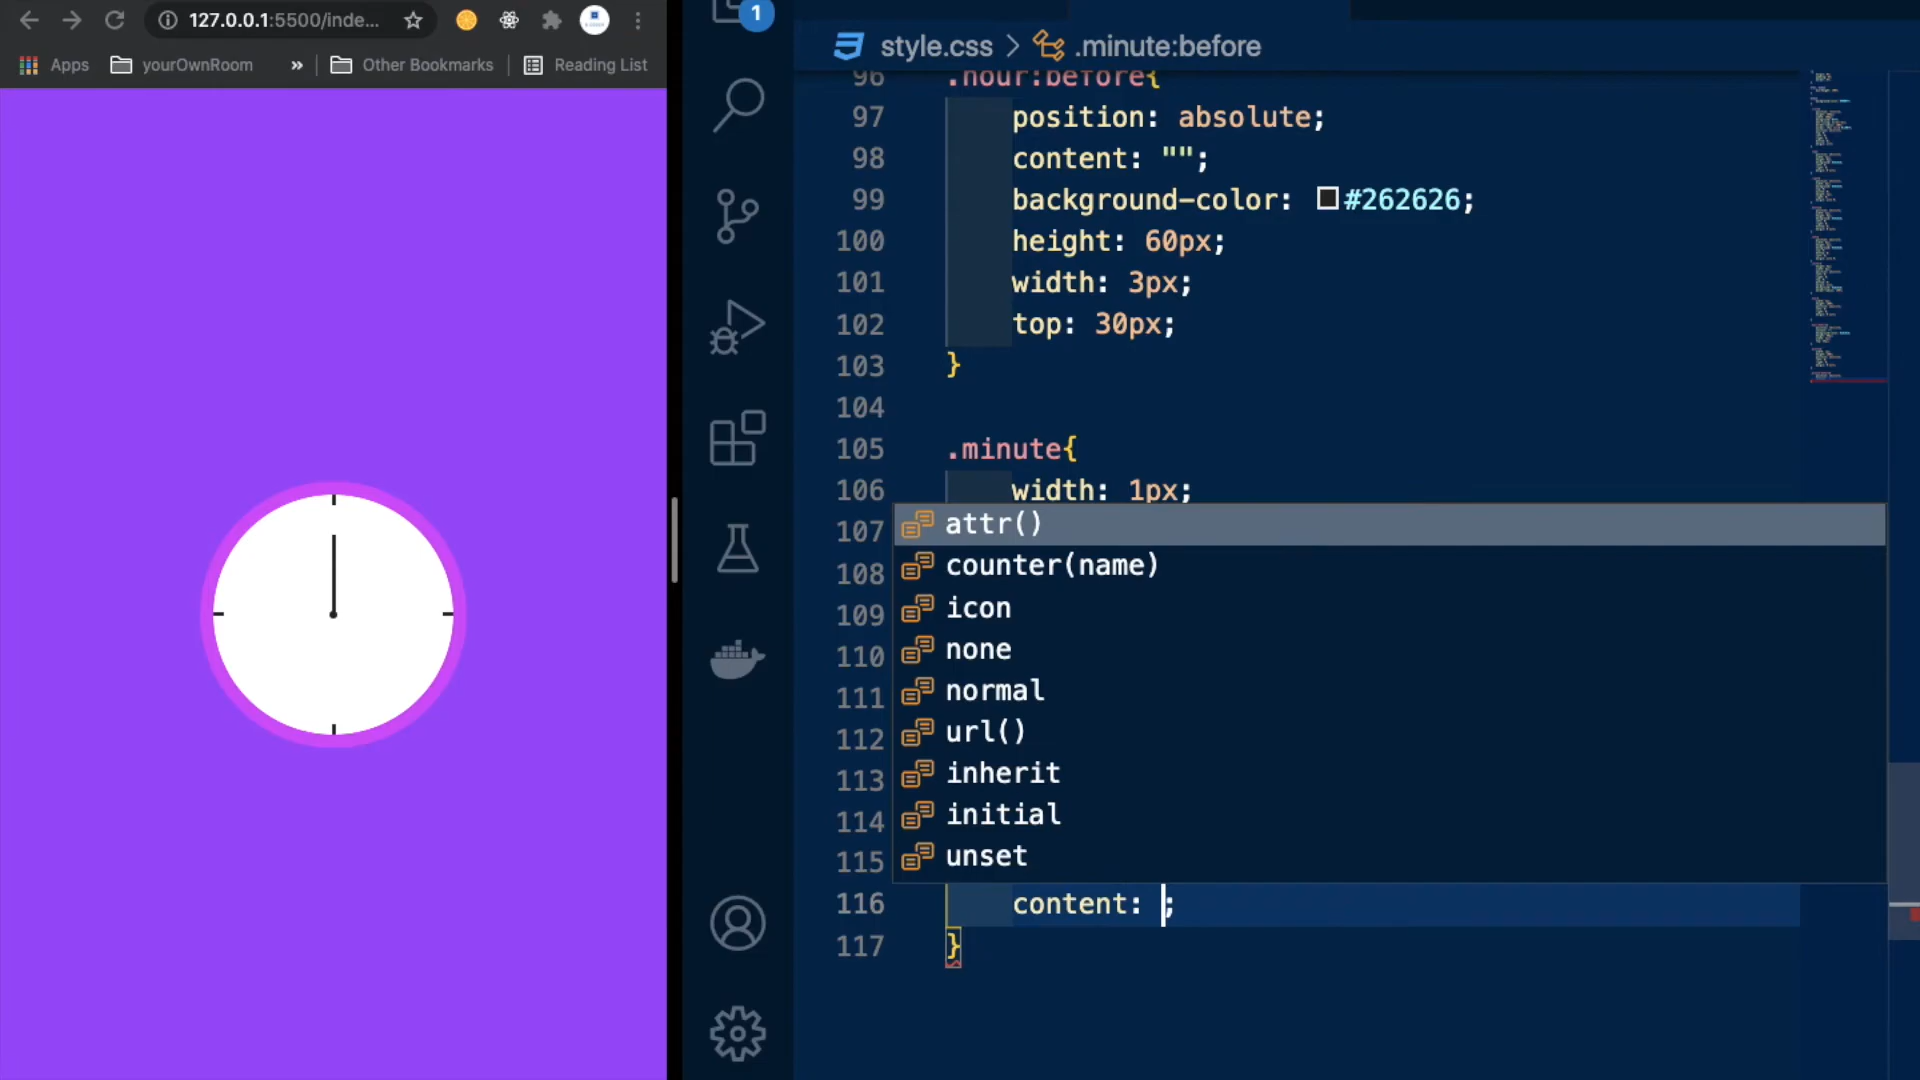 127.0.0.1:5500/inde...
Apps
yourOwnRoom
»
Other Bookmarks
Reading List
1
style.css > .minute:before
96 .hour:before{
97 position: absolute;
98 content: "";
99 background-color: #262626;
100 height: 60px;
101 width: 3px;
102 top: 30px;
103 }
104
105 .minute{
106 width: 1px;
107
108
109
110
111
112
113
114
115
attr()
counter(name)
icon
none
normal
url()
inherit
initial
unset
116 content: ;
117 }